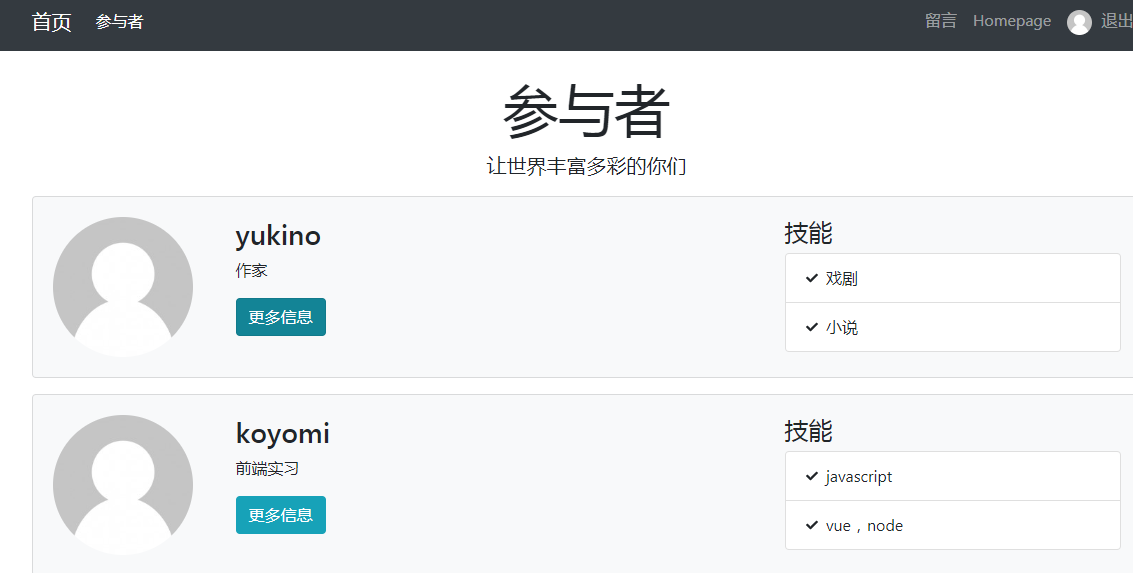 首页 参与者 留言 Homepage 退出
参与者
让世界丰富多彩的你们
yukino
作家
更多信息
技能
戏剧
小说
koyomi
前端实习
更多信息
技能
javascript
vue，node